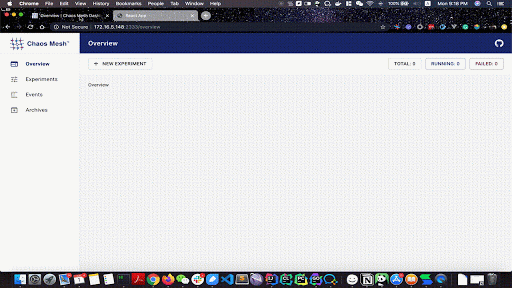 Chrome File Edit View History Bookmarks People Tab Window Help
100% Mon 9:16 PM
Overview | Chaos Mesh Dash
React App
Not Secure 172.16.5.148:2333/overview
Chaos Mesh
Overview
Overview
Experiments
Events
Archives
+ NEW EXPERIMENT
TOTAL: 0
RUNNING: 0
FAILED: 0
Overview